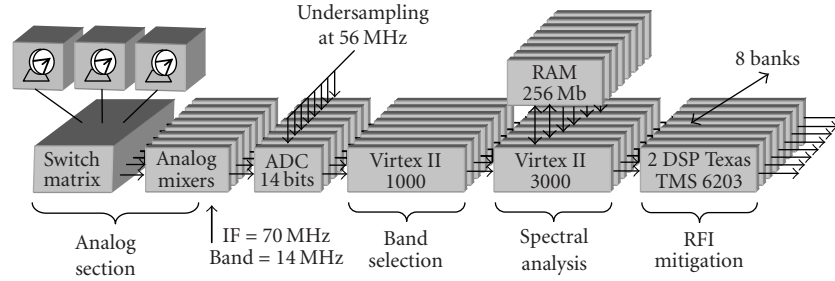 Undersampling
at 56 MHz
8 banks
RAM
256 Mb
Switch
matrix
Analog
mixers
ADC
14 bits
Virtex II
1000
Virtex II
3000
2 DSP Texas
TMS 6203
Analog
section
IF = 70 MHz
Band = 14 MHz
Band
selection
Spectral
analysis
RFI
mitigation